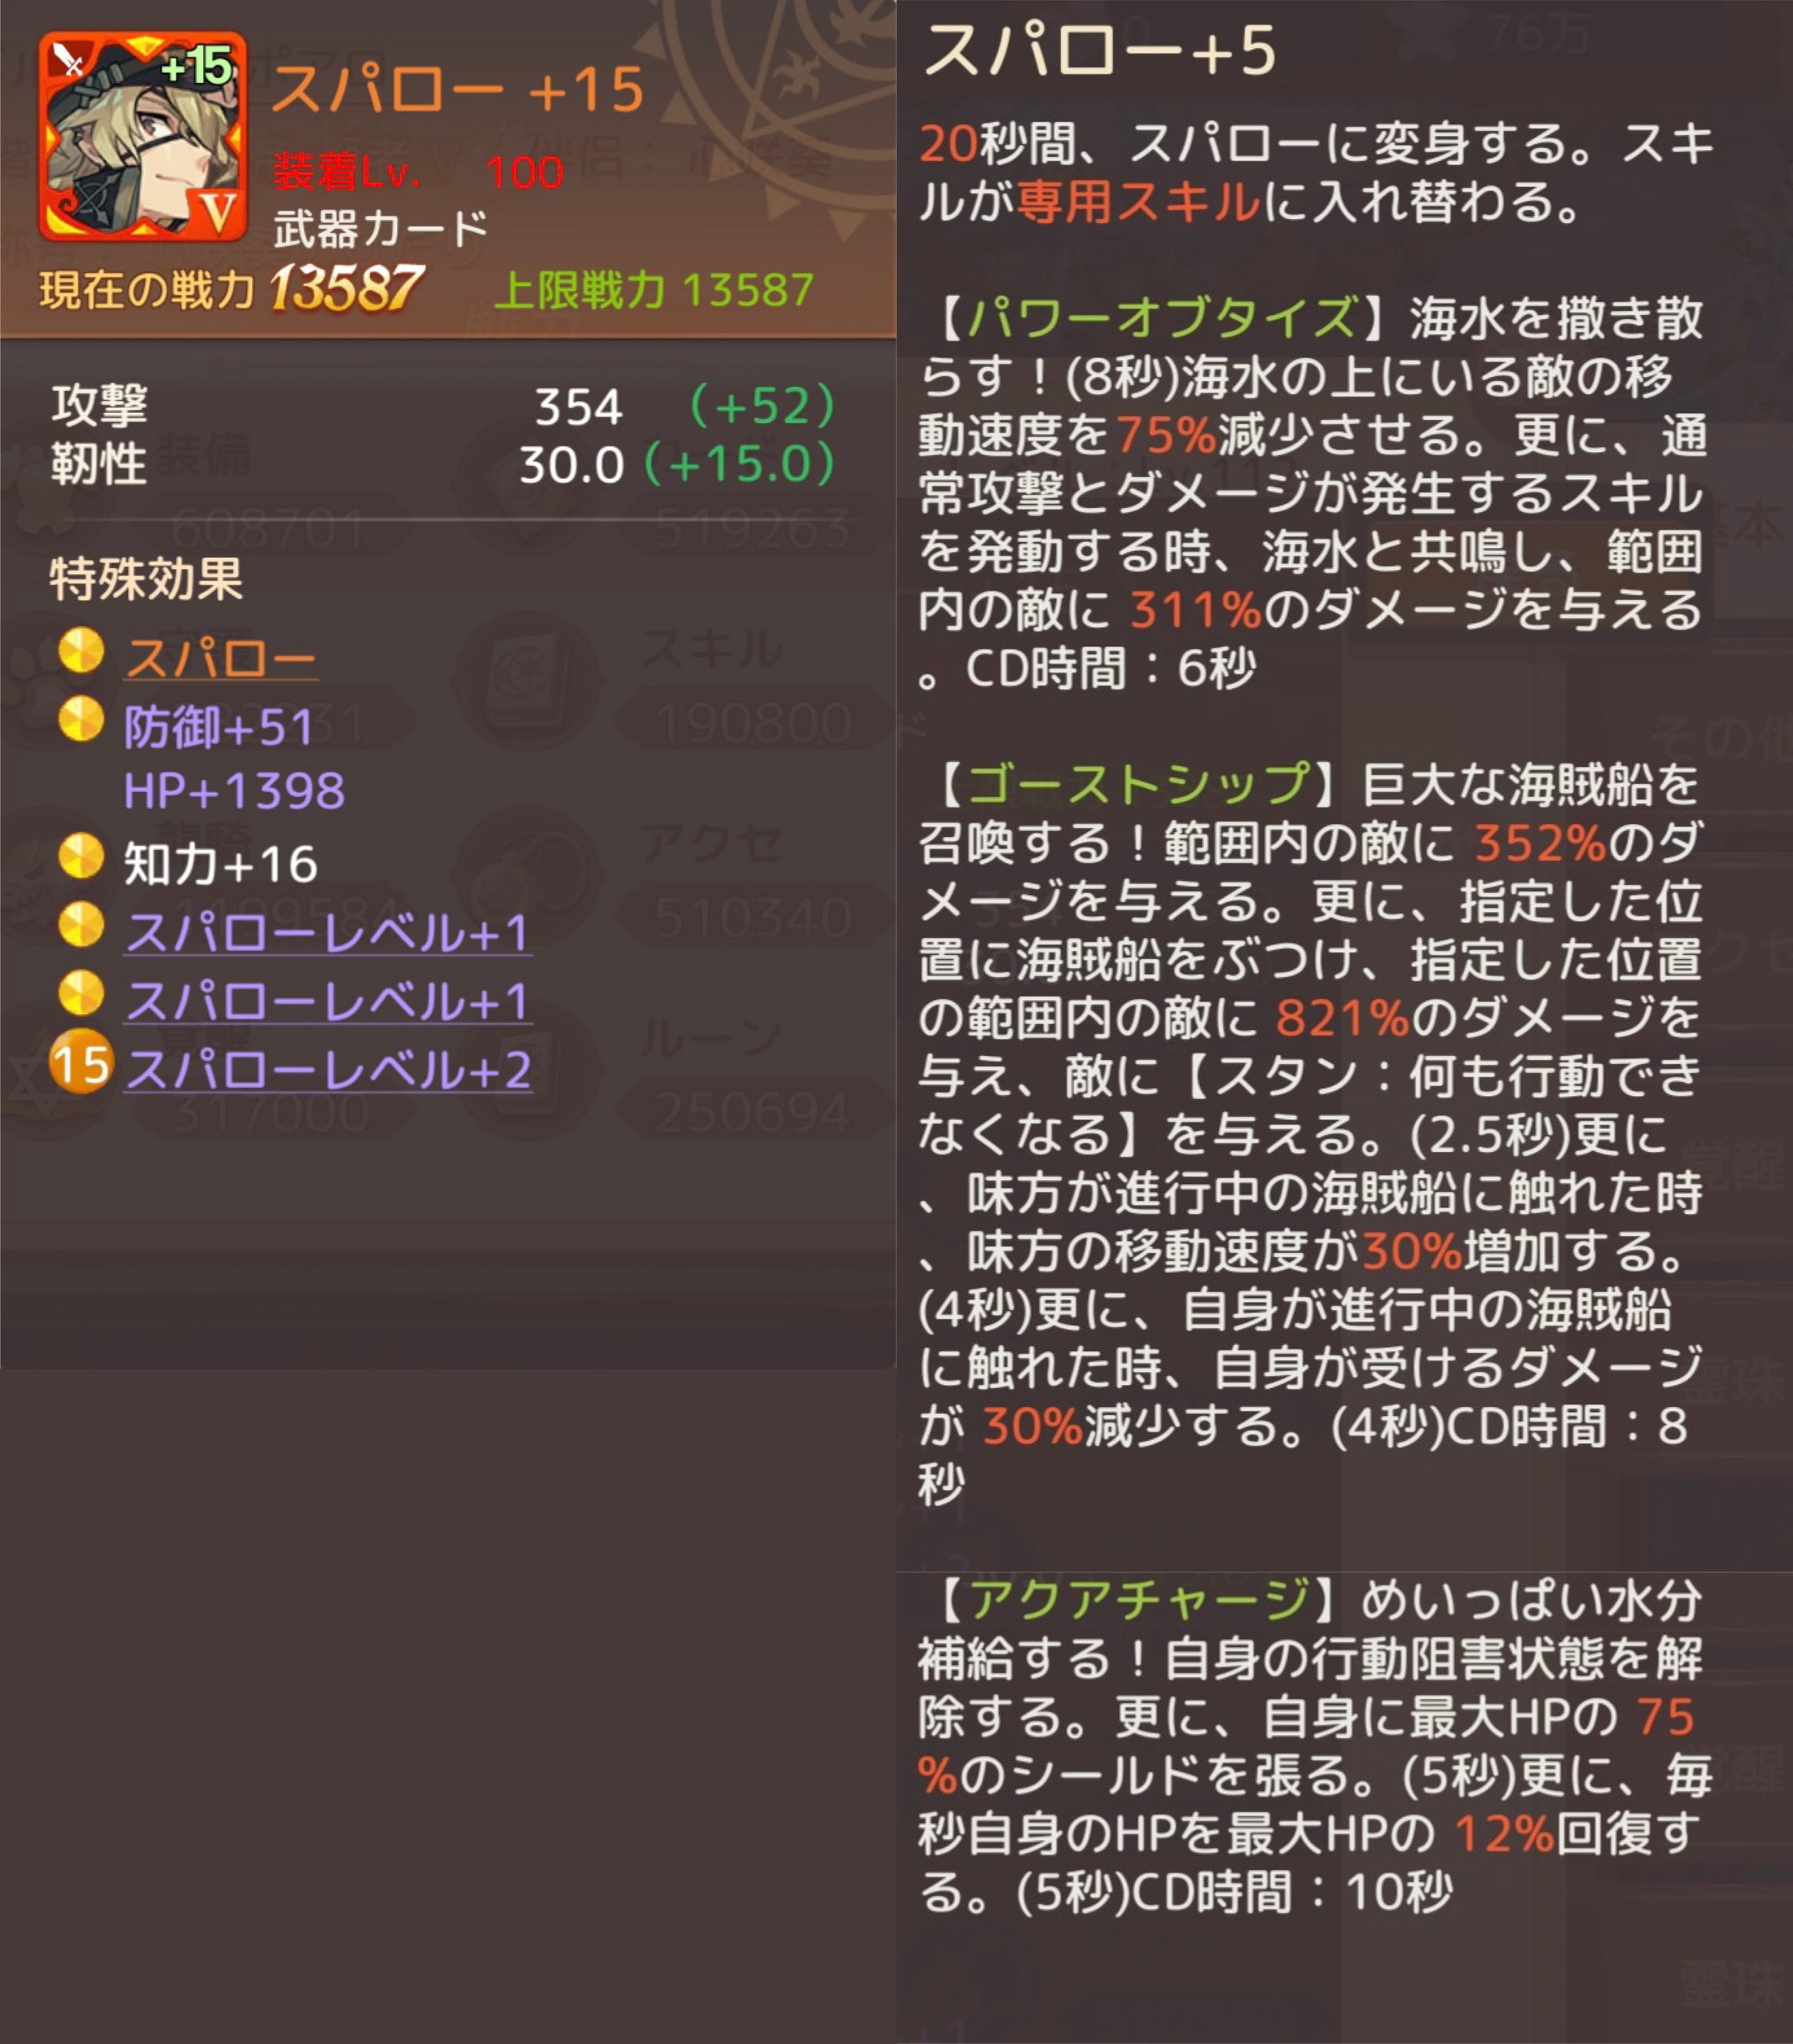 +15
V
スパロー +15
装着Lv. 100
武器カード
現在の戦力 13587 上限戦力 13587
攻撃 354 (+52)
靭性 30.0 (+15.0)
特殊効果
スパロー
防御+51
HP+1398
知力+16
スパローレベル+1
スパローレベル+1
15 スパローレベル+2
装備
608701
519263
スキル
190800
アクセ
510340
ルーン
317000
250694
スパロー+5
76万
20秒間、スパローに変身する。スキ
ルが専用スキルに入れ替わる。
【パワーオブタイズ】海水を撒き散
らす！(8秒)海水の上にいる敵の移
動速度を75%減少させる。更に、通
常攻撃とダメージが発生するスキル
を発動する時、海水と共鳴し、範囲
内の敵に 311%のダメージを与える
。CD時間：6秒
【ゴーストシップ】巨大な海賊船を
召喚する！範囲内の敵に 352%のダ
メージを与える。更に、指定した位
置に海賊船をぶつけ、指定した位置
の範囲内の敵に 821%のダメージを
与え、敵に【スタン：何も行動でき
なくなる】を与える。(2.5秒)更に
、味方が進行中の海賊船に触れた時
、味方の移動速度が30%増加する。
(4秒)更に、自身が進行中の海賊船
に触れた時、自身が受けるダメージ
が 30%減少する。(4秒)CD時間：8
秒
【アクアチャージ】めいっぱい水分
補給する！自身の行動阻害状態を解
除する。更に、自身に最大HPの 75
%のシールドを張る。(5秒)更に、毎
秒自身のHPを最大HPの 12%回復す
る。(5秒)CD時間：10秒